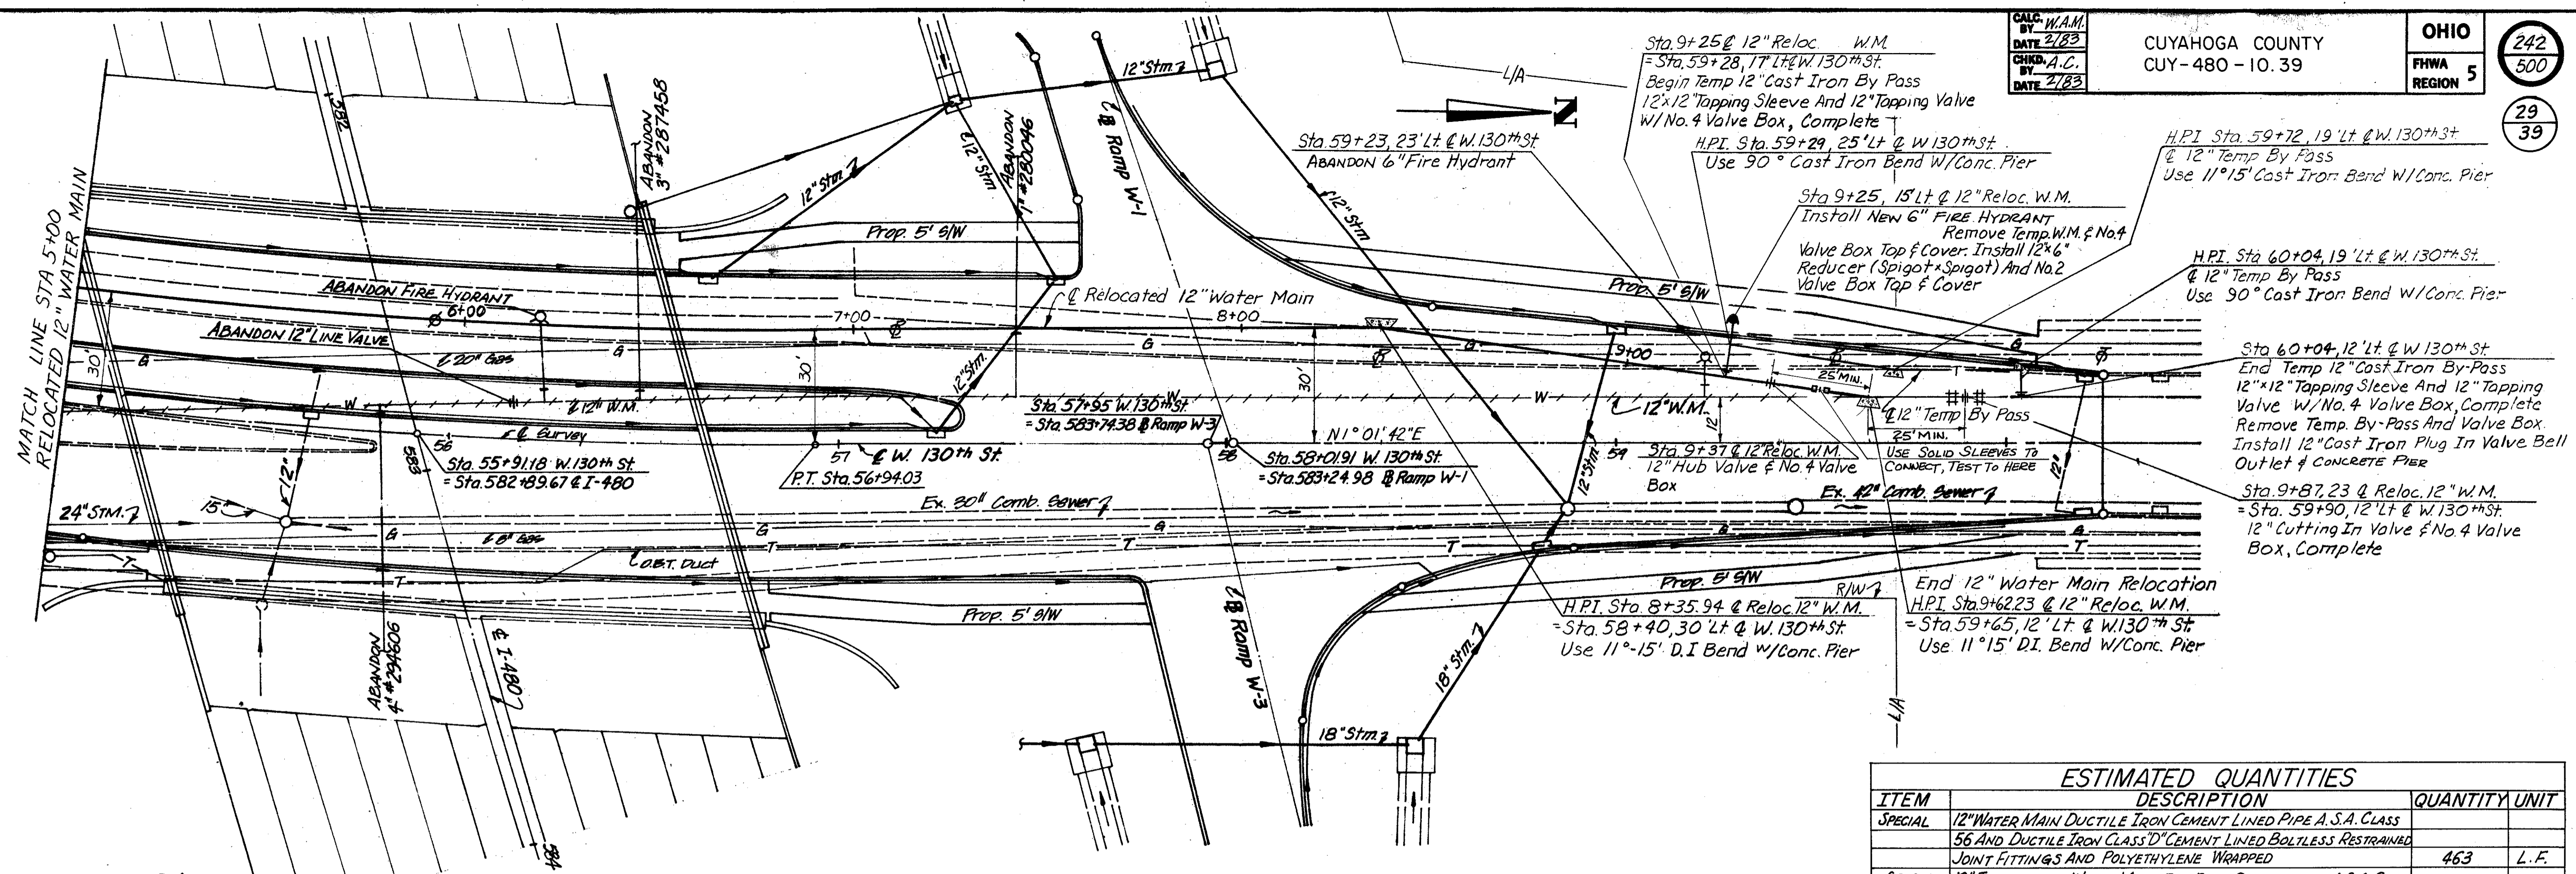 CALC. BY W.A.M.
DATE 2/83
CHKD. BY A.C.
DATE 2/83
CUYAHOGA COUNTY
CUY-480-10.39
OHIO
FHWA REGION 5
242
500
29
39
MATCH LINE STA 5+00
RELOCATED 12" WATER MAIN
582
ABANDON
3" #287458
ABANDON
1" #280046
℄ 12" Stm
12" Stm.
12" Stm.
℄ B Ramp W-1
L/A
N
Sta. 9+25 ℄ 12" Reloc. W.M.
= Sta. 59+28, 17' Lt ℄ W. 130th St.
Begin Temp 12" Cast Iron By Pass
12"x12" Tapping Sleeve And 12" Tapping Valve
W/No. 4 Valve Box, Complete
Sta. 59+23, 23' Lt. ℄ W. 130th St.
ABANDON 6" Fire Hydrant
H.P.I. Sta. 59+29, 25' Lt ℄ W 130th St.
Use 90° Cast Iron Bend W/Conc. Pier
Sta 9+25, 15' Lt ℄ 12" Reloc. W.M.
Install NEW 6" FIRE HYDRANT
Remove Temp. W.M. & No. 4
Valve Box Top & Cover. Install 12"x6"
Reducer (Spigot x Spigot) And No. 2
Valve Box Top & Cover
H.P.I Sta. 59+72, 19' Lt. ℄ W. 130th St.
℄ 12" Temp By Pass
Use 11°15' Cast Iron Bend W/Conc. Pier
H.P.I. Sta 60+04, 19' Lt. ℄ W. 130th St.
℄ 12" Temp By Pass
Use 90° Cast Iron Bend W/Conc. Pier
Sta 60+04, 12' Lt. ℄ W 130th St.
End Temp 12" Cast Iron By-Pass
12"x12" Tapping Sleeve And 12" Tapping
Valve W/No. 4 Valve Box, Complete
Remove Temp. By-Pass And Valve Box.
Install 12" Cast Iron Plug In Valve Bell
Outlet & CONCRETE PIER
Sta. 9+87.23 ℄ Reloc. 12" W.M.
= Sta. 59+90, 12' Lt ℄ W. 130th St.
12" Cutting In Valve & No. 4 Valve
Box, Complete
Prop. 5' S/W
12" Stm
Prop. 5' S/W
ABANDON FIRE HYDRANT
6+00
7+00
℄ Relocated 12" Water Main
8+00
9+00
ABANDON 12" LINE VALVE
℄ 20" GAS
G
G
G
G
G
30'
30'
30'
12" Stm.
25' MIN.
T
W
℄ 12" W.M.
W
W
W
12" W.M.
℄ 12" Temp By Pass
25' MIN.
12'
℄ Survey
56
57
58
59
583
Sta. 55+91.18 W. 130th St.
= Sta. 582+89.67 ℄ I-480
℄ W. 130th St.
P.T. Sta. 56+94.03
Sta. 57+95 W. 130th St.
= Sta. 583+74.38 B Ramp W-3
N 1° 01' 42" E
Sta. 58+01.91 W. 130th St.
= Sta. 583+24.98 B Ramp W-1
12" Stm
Sta. 9+37 ℄ 12" Reloc. W.M.
12" Hub Valve & No. 4 Valve
Box
USE SOLID SLEEVES TO
CONNECT, TEST TO HERE
12"
12"
15"
24" STM.
Ex. 30" Comb. Sewer
Ex. 42" Comb. Sewer
G
G
G
G
G
℄ 8" GAS
T
T
T
T
T
T
O.B.T. Duct
Prop. 5' S/W
Prop. 5' S/W
R/W
ABANDON
4" #294606
℄ I-480
584
℄ B Ramp W-3
18" Stm.
18" Stm.
L/A
H.P.I. Sta. 8+35.94 ℄ Reloc. 12" W.M.
= Sta. 58+40, 30' Lt ℄ W. 130th St.
Use 11°-15' D.I Bend W/Conc. Pier
End 12" Water Main Relocation
H.P.I. Sta. 9+62.23 ℄ 12" Reloc. W.M.
= Sta. 59+65, 12' Lt. ℄ W. 130th St.
Use 11°15' D.I. Bend W/Conc. Pier
ESTIMATED QUANTITIES
ITEM DESCRIPTION QUANTITY UNIT
SPECIAL 12" WATER MAIN DUCTILE IRON CEMENT LINED PIPE A.S.A. CLASS
56 AND DUCTILE IRON CLASS "D" CEMENT LINED BOLTLESS RESTRAINED
JOINT FITTINGS AND POLYETHYLENE WRAPPED 463 L.F.